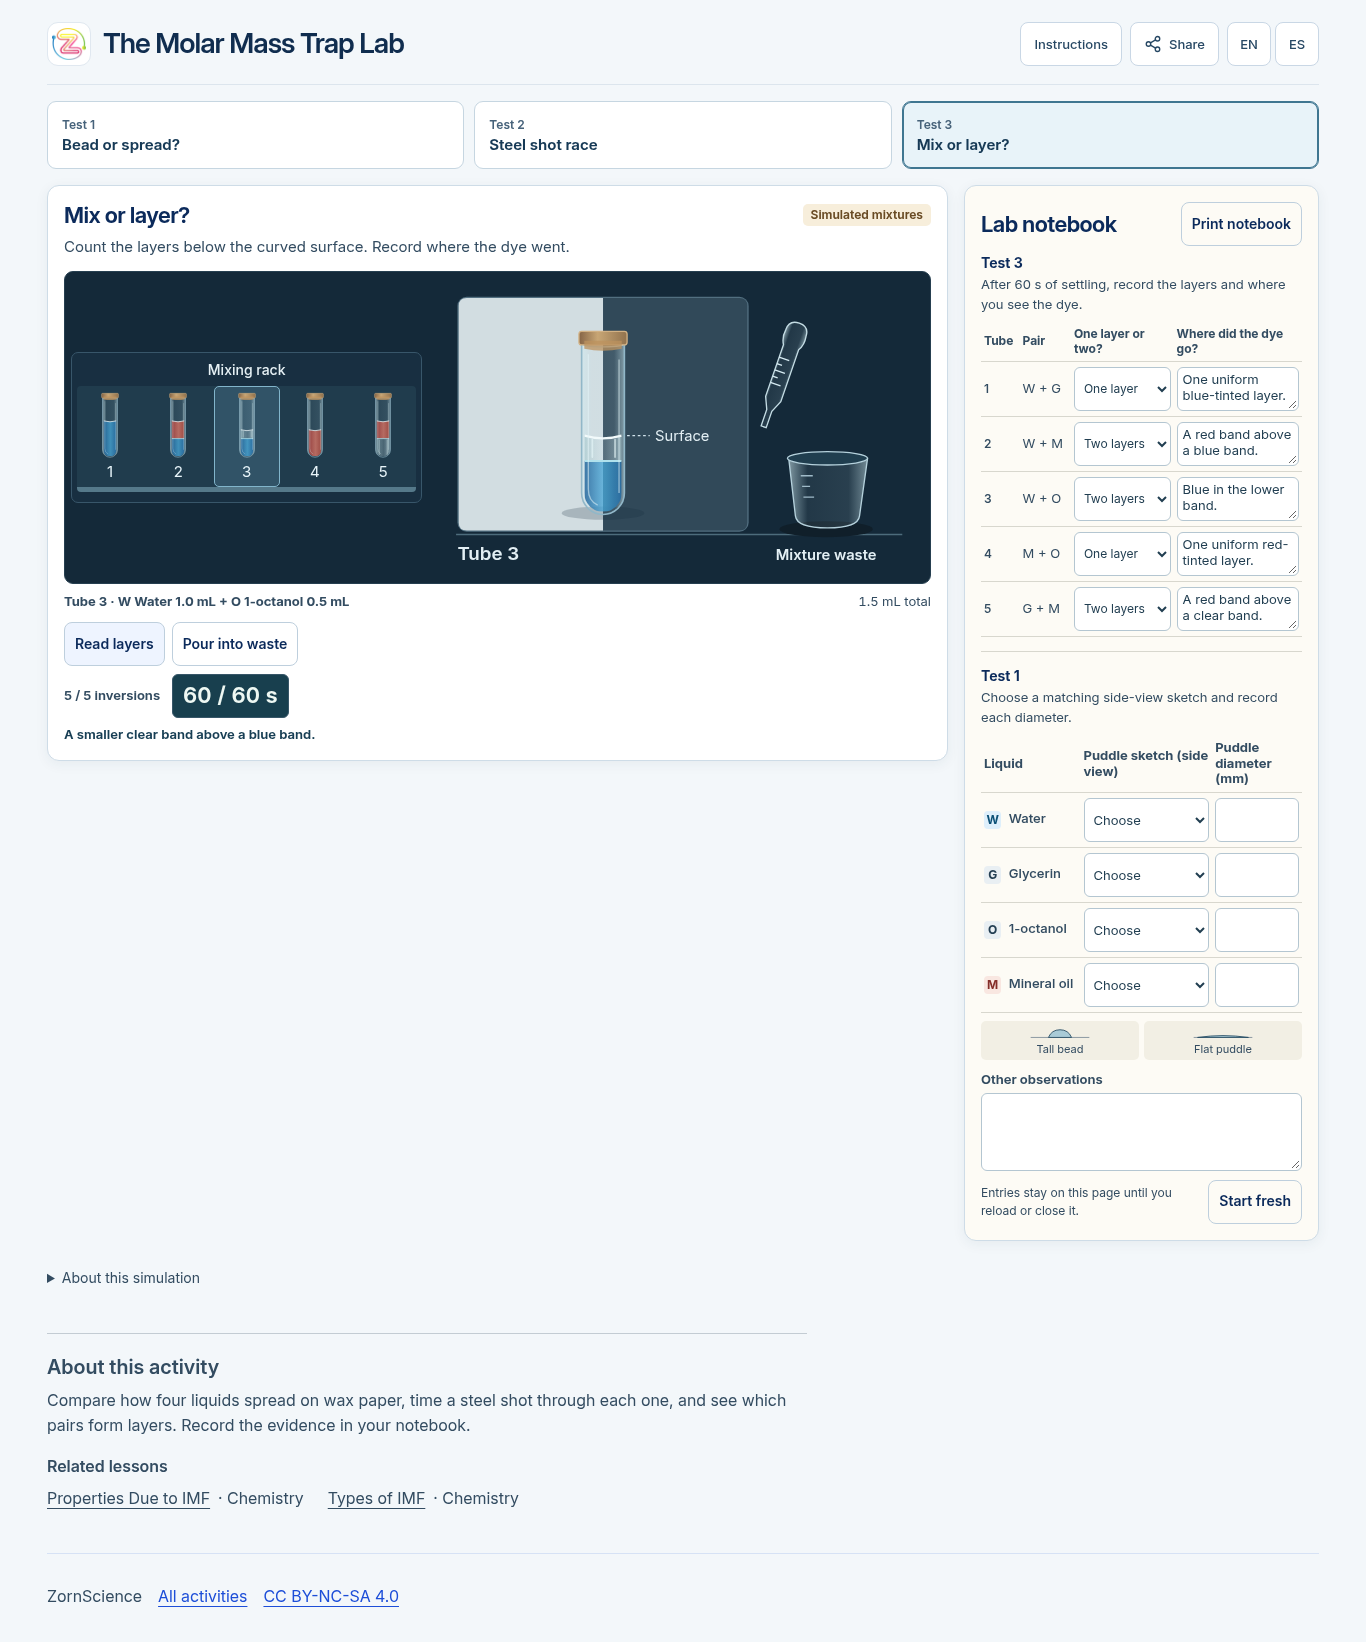 The Molar Mass Trap Lab
Instructions
Share
EN
ES
Test 1
Bead or spread?
Test 2
Steel shot race
Test 3
Mix or layer?
Mix or layer?
Simulated mixtures
Count the layers below the curved surface. Record where the dye went.
Mixing rack
1 2 3 4 5
Surface
Tube 3
Mixture waste
Tube 3 · W Water 1.0 mL + O 1-octanol 0.5 mL
1.5 mL total
Read layers
Pour into waste
5 / 5 inversions
60 / 60 s
A smaller clear band above a blue band.
Lab notebook
Print notebook
Test 3
After 60 s of settling, record the layers and where
you see the dye.
Tube Pair One layer or
two? Where did the dye
go?
1 W + G One layer One uniform
blue-tinted layer.
2 W + M Two layers A red band above
a blue band.
3 W + O Two layers Blue in the lower
band.
4 M + O One layer One uniform red-
tinted layer.
5 G + M Two layers A red band above
a clear band.
Test 1
Choose a matching side-view sketch and record
each diameter.
Liquid Puddle sketch (side
view) Puddle
diameter
(mm)
W Water Choose
G Glycerin Choose
O 1-octanol Choose
M Mineral oil Choose
Tall bead
Flat puddle
Other observations
Entries stay on this page until you
reload or close it.
Start fresh
About this simulation
About this activity
Compare how four liquids spread on wax paper, time a steel shot through each one, and see which
pairs form layers. Record the evidence in your notebook.
Related lessons
Properties Due to IMF · Chemistry Types of IMF · Chemistry
ZornScience All activities CC BY-NC-SA 4.0